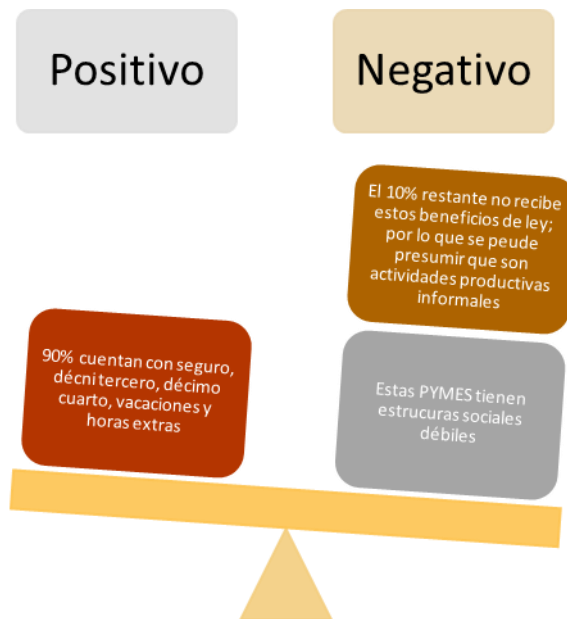 Positivo
Negativo
El 10% restante no recibe
estos beneficios de ley;
por lo que se peude
presumir que son
actividades productivas
informales
90% cuentan con seguro,
décni tercero, décimo
cuarto, vacaciones y
horas extras
Estas PYMES tienen
estrucuras sociales
débiles